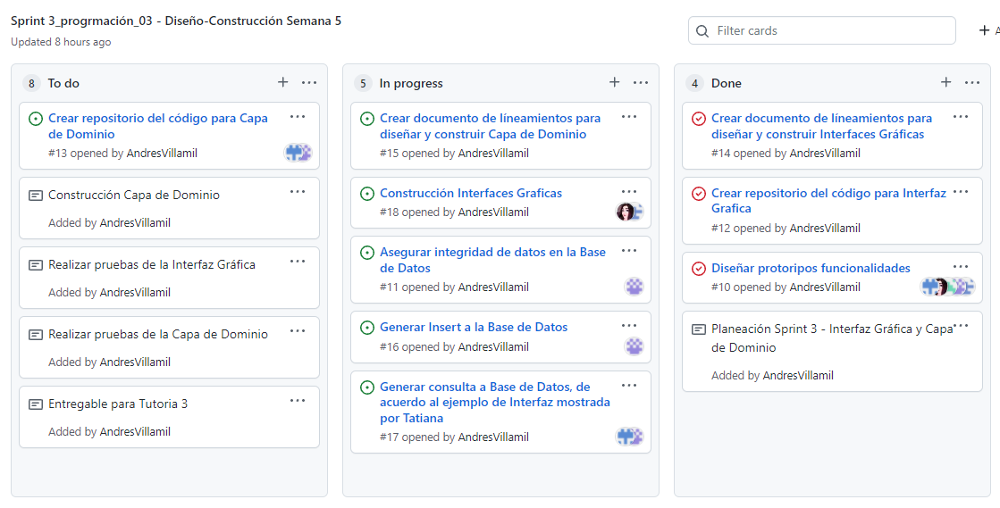 Sprint 3_progrmación_03 - Diseño-Construcción Semana 5
Updated 8 hours ago
Filter cards
+ A
8 To do
Crear repositorio del código para Capa
de Dominio
#13 opened by AndresVillamil
Construcción Capa de Dominio
Added by AndresVillamil
Realizar pruebas de la Interfaz Gráfica
Added by AndresVillamil
Realizar pruebas de la Capa de Dominio
Added by AndresVillamil
Entregable para Tutoria 3
Added by AndresVillamil
5 In progress
Crear documento de líneamientos para
diseñar y construir Capa de Dominio
#15 opened by AndresVillamil
Construcción Interfaces Graficas
#18 opened by AndresVillamil
Asegurar integridad de datos en la Base
de Datos
#11 opened by AndresVillamil
Generar Insert a la Base de Datos
#16 opened by AndresVillamil
Generar consulta a Base de Datos, de
acuerdo al ejemplo de Interfaz mostrada
por Tatiana
#17 opened by AndresVillamil
4 Done
Crear documento de líneamientos para
diseñar y construir Interfaces Gráficas
#14 opened by AndresVillamil
Crear repositorio del código para Interfaz
Grafica
#12 opened by AndresVillamil
Diseñar protoripos funcionalidades
#10 opened by AndresVillamil
Planeación Sprint 3 - Interfaz Gráfica y Capa
de Dominio
Added by AndresVillamil